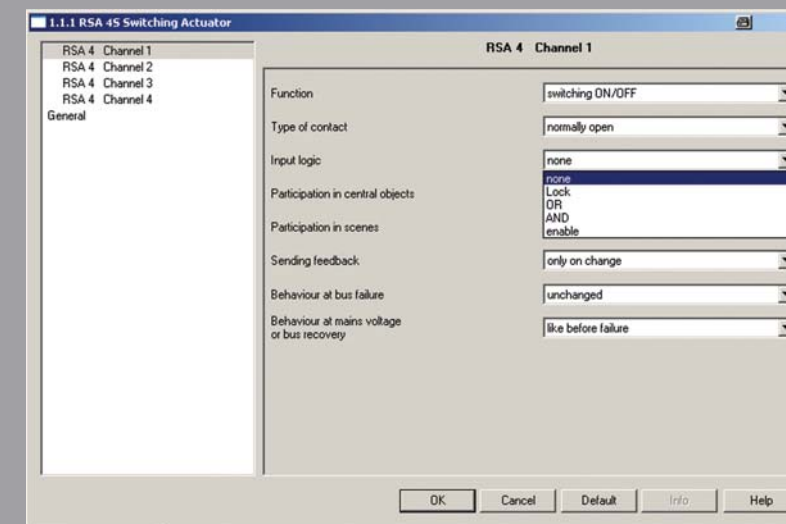 1.1.1 RSA 4S Switching Actuator
RSA 4 Channel 1
RSA 4 Channel 2
RSA 4 Channel 3
RSA 4 Channel 4
General
RSA 4 Channel 1
Function
switching ON/OFF
Type of contact
normally open
Input logic
none
none
Lock
OR
AND
enable
Participation in central objects
Participation in scenes
Sending feedback
only on change
Behaviour at bus failure
unchanged
Behaviour at mains voltage
or bus recovery
like before failure
OK
Cancel
Default
Info
Help